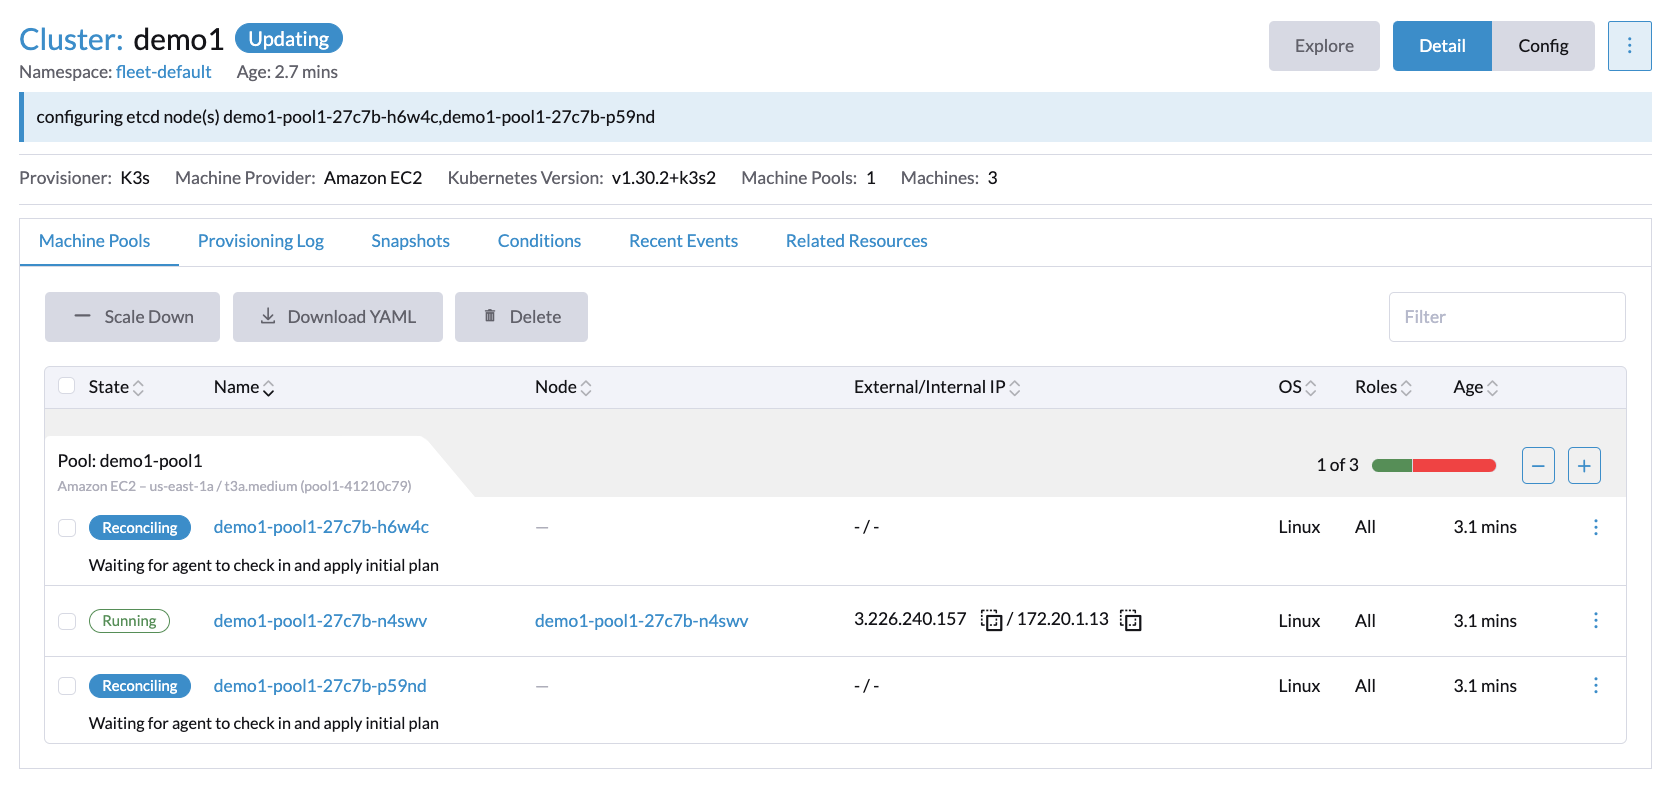 Cluster: demo1 Updating
Explore Detail Config
Namespace: fleet-default Age: 2.7 mins
configuring etcd node(s) demo1-pool1-27c7b-h6w4c,demo1-pool1-27c7b-p59nd
Provisioner: K3s Machine Provider: Amazon EC2 Kubernetes Version: v1.30.2+k3s2 Machine Pools: 1 Machines: 3
Machine Pools Provisioning Log Snapshots Conditions Recent Events Related Resources
Scale Down Download YAML Delete Filter
State Name Node External/Internal IP OS Roles Age
Pool: demo1-pool1 1 of 3
Amazon EC2 – us-east-1a / t3a.medium (pool1-41210c79)
Reconciling demo1-pool1-27c7b-h6w4c — - / - Linux All 3.1 mins
Waiting for agent to check in and apply initial plan
Running demo1-pool1-27c7b-n4swv demo1-pool1-27c7b-n4swv 3.226.240.157 / 172.20.1.13 Linux All 3.1 mins
Reconciling demo1-pool1-27c7b-p59nd — - / - Linux All 3.1 mins
Waiting for agent to check in and apply initial plan